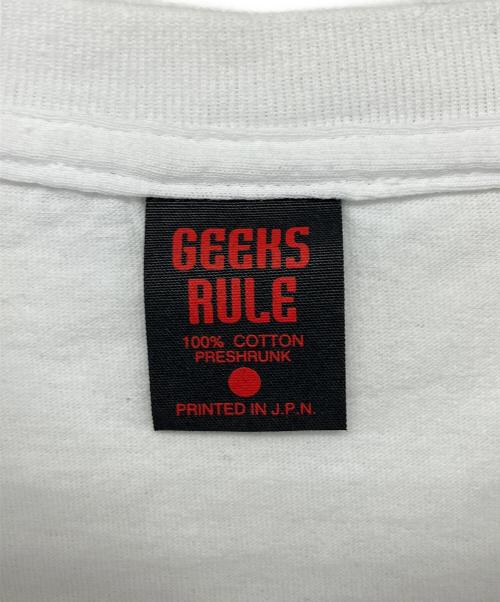 GEEKS
RULE
100% COTTON
PRESHRUNK
PRINTED IN J.P.N.